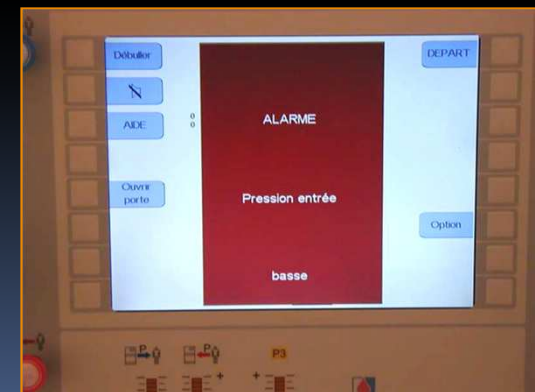 Débuller
DEPART
AIDE
0
0
ALARME
Ouvrir
porte
Pression entrée
Option
basse
P
P
P3
+
+